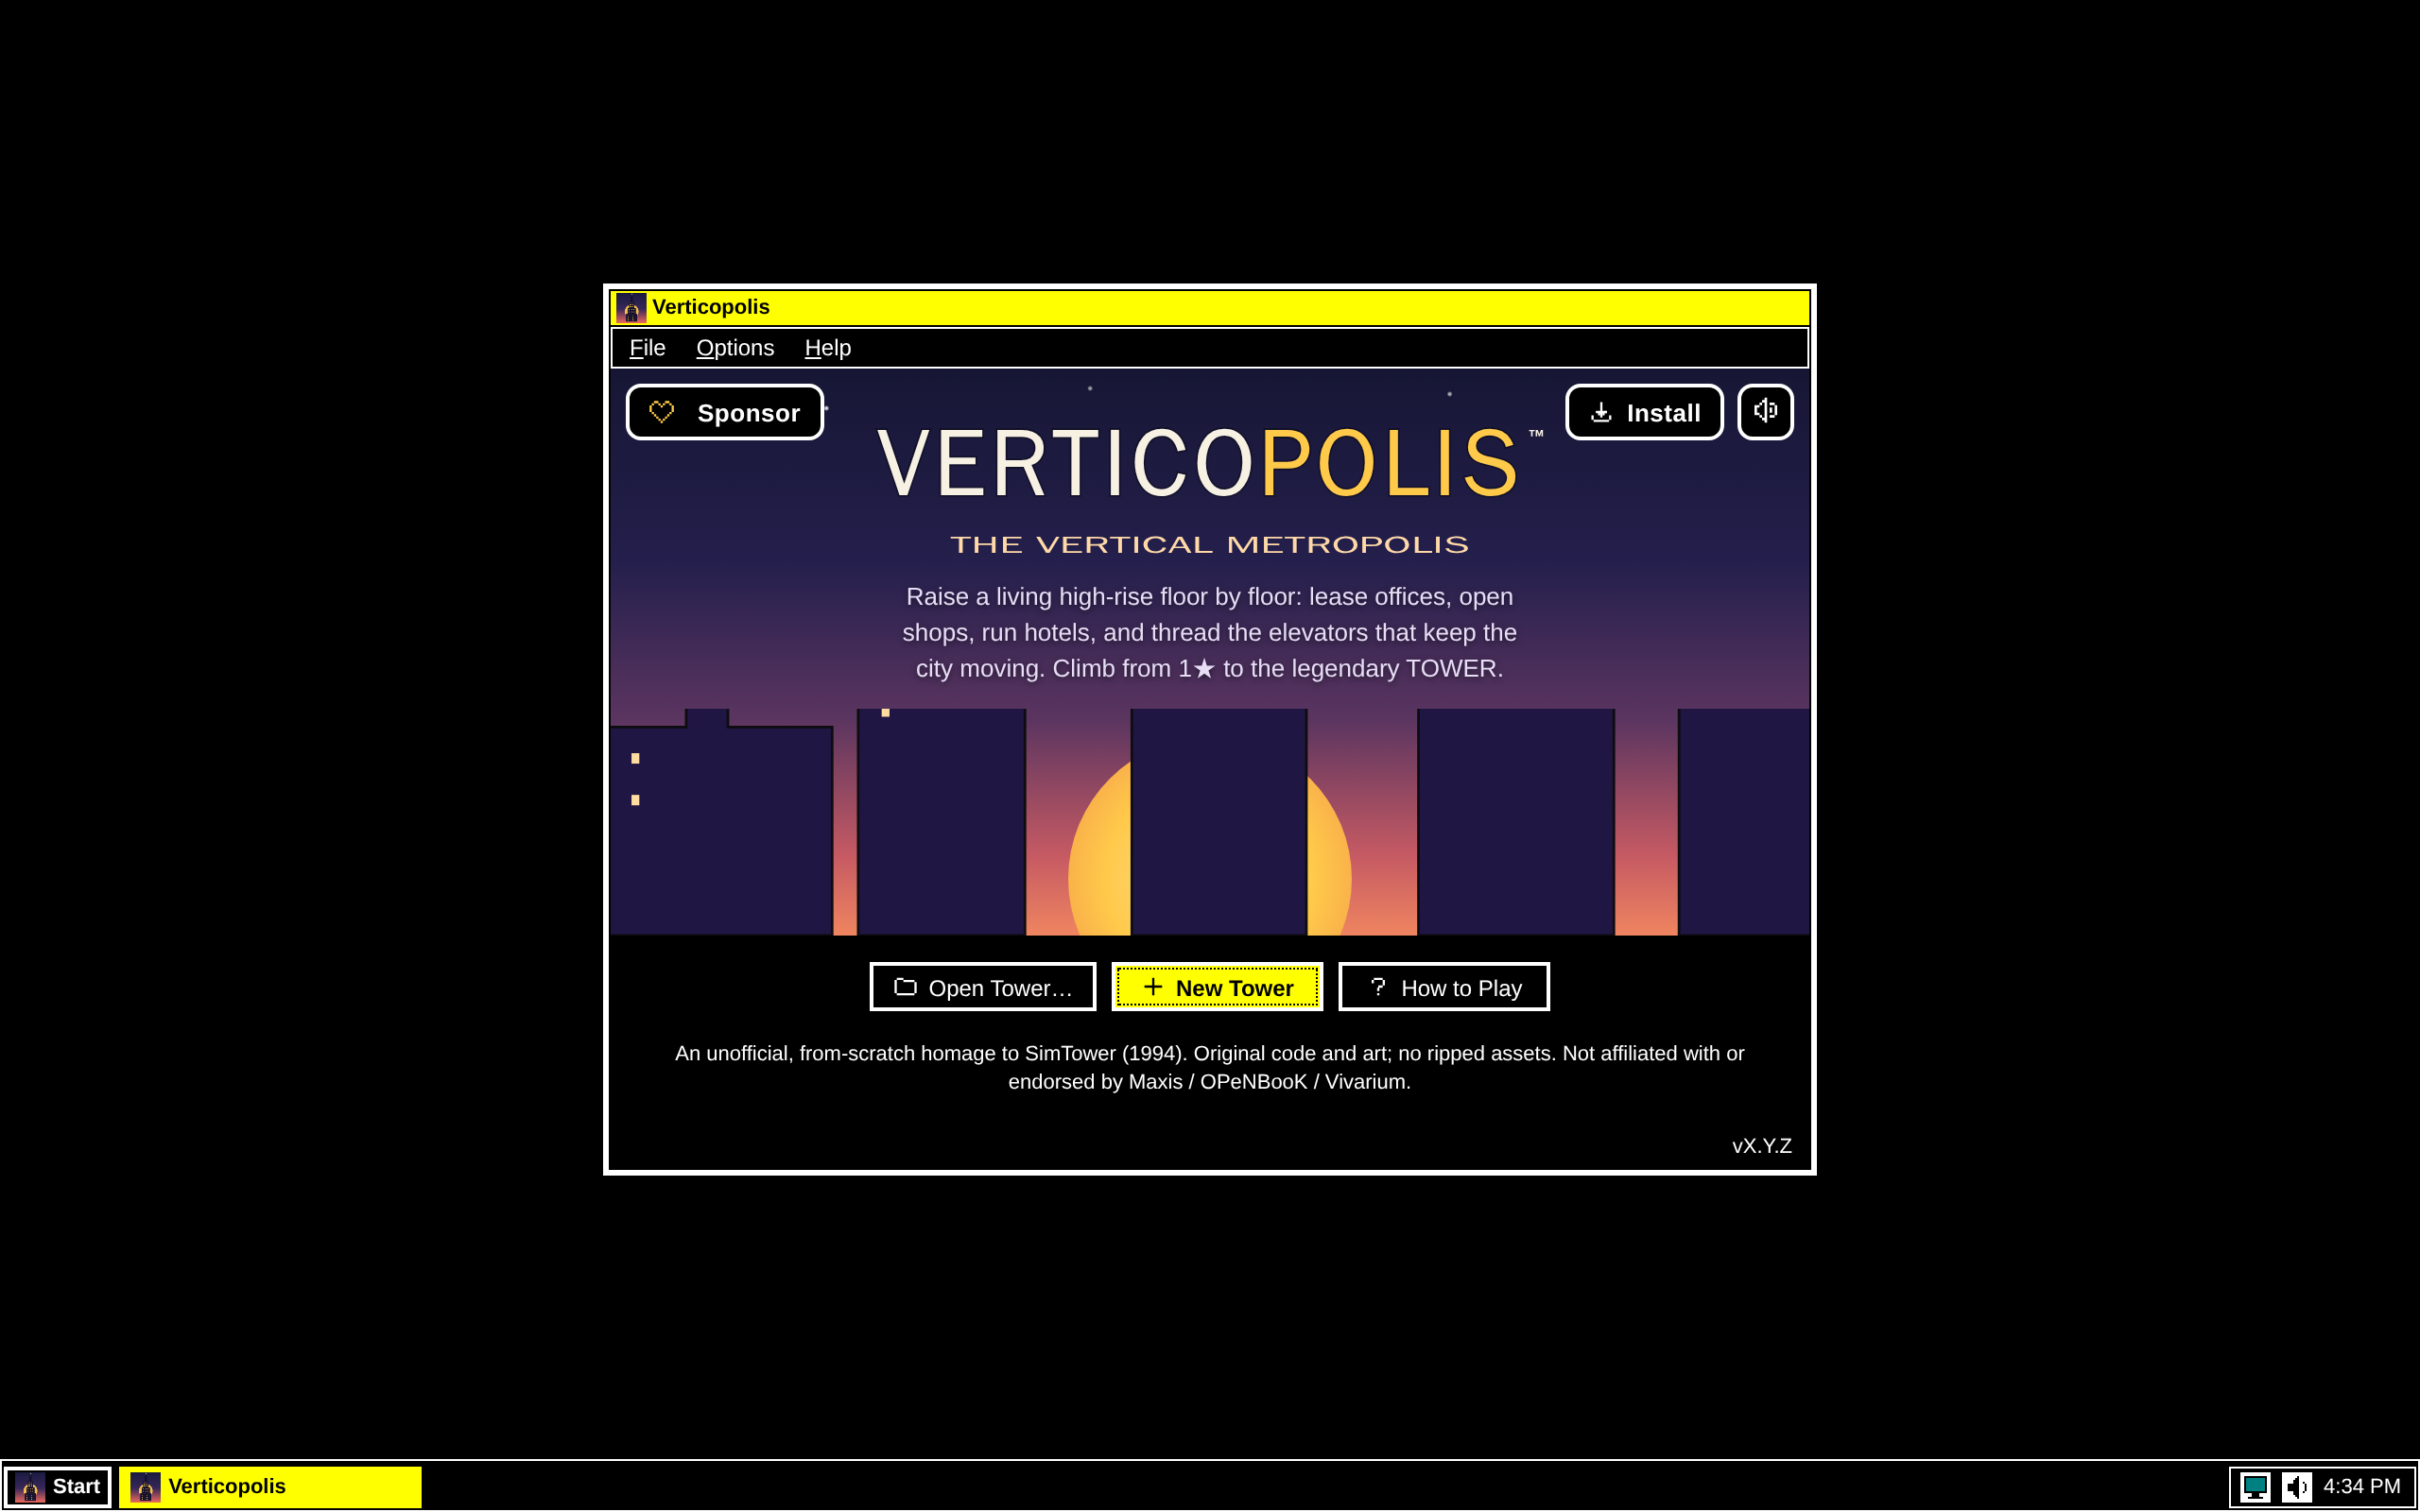 Verticopolis
File Options Help
Sponsor
Install
VERTICOPOLIS™
THE VERTICAL METROPOLIS
Raise a living high-rise floor by floor: lease offices, open
shops, run hotels, and thread the elevators that keep the
city moving. Climb from 1★ to the legendary TOWER.
Open Tower… New Tower How to Play
An unofficial, from-scratch homage to SimTower (1994). Original code and art; no ripped assets. Not affiliated with or
endorsed by Maxis / OPeNBooK / Vivarium.
vX.Y.Z
Start Verticopolis 4:34 PM